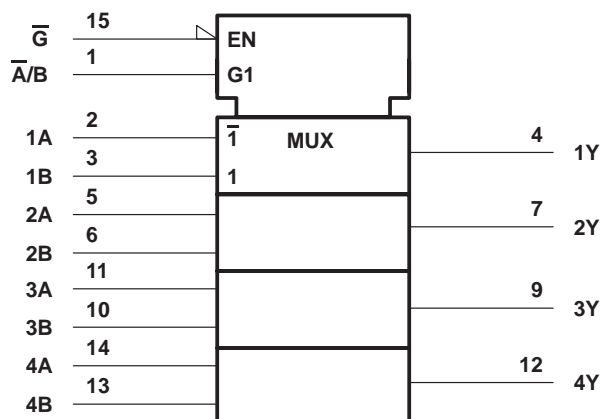 G̅ 15 EN
A̅/B 1 G1
1A 2 1̅ MUX 4 1Y
1B 3 1
2A 5 7 2Y
2B 6
3A 11 9 3Y
3B 10
4A 14 12 4Y
4B 13